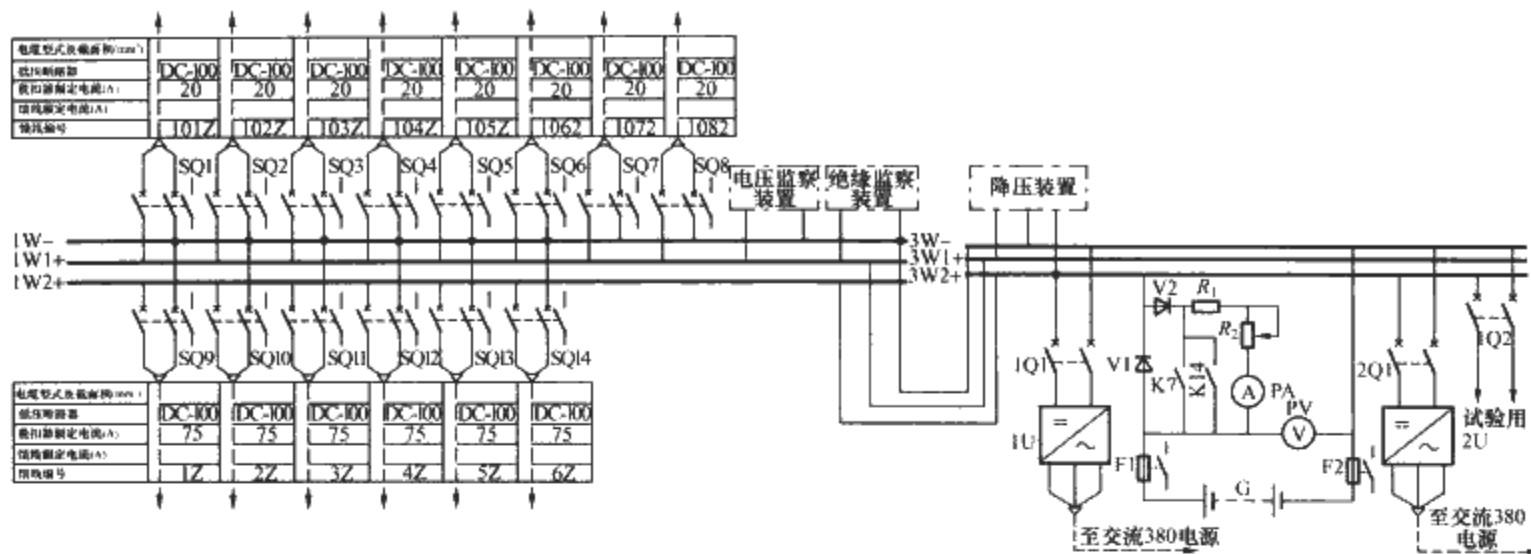 电缆型式及截面积(mm²)
低压断路器 DC-100 DC-100 DC-100 DC-100 DC-100 DC-100 DC-100 DC-100
脱扣器额定电流(A) 20 20 20 20 20 20 20 20
馈线额定电流(A)
馈线编号 101Z 102Z 103Z 104Z 105Z 1062 1072 1082
SQ1 SQ2 SQ3 SQ4 SQ5 SQ6 SQ7 SQ8
电压监察装置
绝缘监察装置
降压装置
1W- 3W-
1W1+ 3W1+
1W2+ 3W2+
V2 R₁
R₂
1Q2
1Q1 V1 K7 K14 A PA 2Q1
PV
V
试验用
1U 2U
F1 F2
G
SQ9 SQ10 SQ11 SQ12 SQ13 SQ14
电缆型式及截面积(mm²)
低压断路器 DC-100 DC-100 DC-100 DC-100 DC-100 DC-100
脱扣器额定电流(A) 75 75 75 75 75 75
馈线额定电流(A)
馈线编号 1Z 2Z 3Z 4Z 5Z 6Z
至交流380电源
至交流380
电源